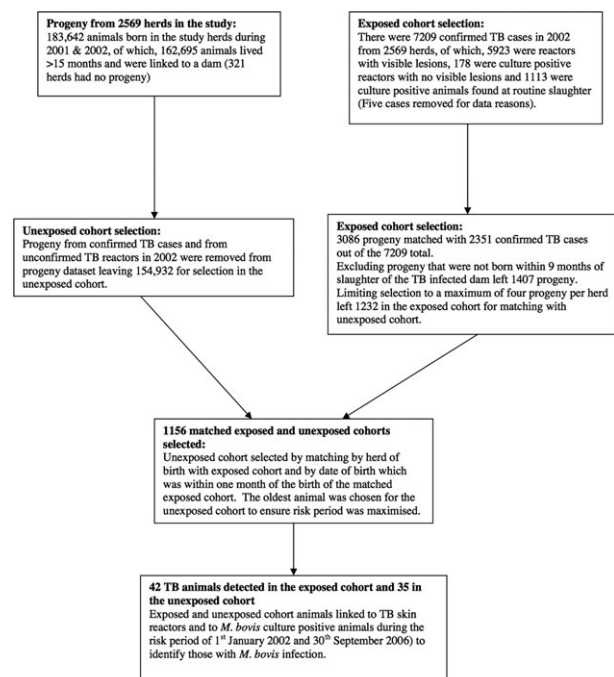 Progeny from 2569 herds in the study:
183,642 animals born in the study herds during
2001 & 2002, of which, 162,695 animals lived
>15 months and were linked to a dam (321
herds had no progeny)
Exposed cohort selection:
There were 7209 confirmed TB cases in 2002
from 2569 herds, of which, 5923 were reactors
with visible lesions, 178 were culture positive
reactors with no visible lesions and 1113 were
culture positive animals found at routine slaughter
(Five cases removed for data reasons).
Unexposed cohort selection:
Progeny from confirmed TB cases and from
unconfirmed TB reactors in 2002 were removed from
progeny dataset leaving 154,932 for selection in the
unexposed cohort.
Exposed cohort selection:
3086 progeny matched with 2351 confirmed TB cases
out of the 7209 total.
Excluding progeny that were not born within 9 months of
slaughter of the TB infected dam left 1407 progeny.
Limiting selection to a maximum of four progeny per herd
left 1232 in the exposed cohort for matching with
unexposed cohort.
1156 matched exposed and unexposed cohorts
selected:
Unexposed cohort selected by matching by herd of
birth with exposed cohort and by date of birth which
was within one month of the birth of the matched
exposed cohort. The oldest animal was chosen for the
unexposed cohort to ensure risk period was maximised.
42 TB animals detected in the exposed cohort and 35 in
the unexposed cohort
Exposed and unexposed cohort animals linked to TB skin
reactors and to M. bovis culture positive animals during the
risk period of 1st January 2002 and 30th September 2006) to
identify those with M. bovis infection.